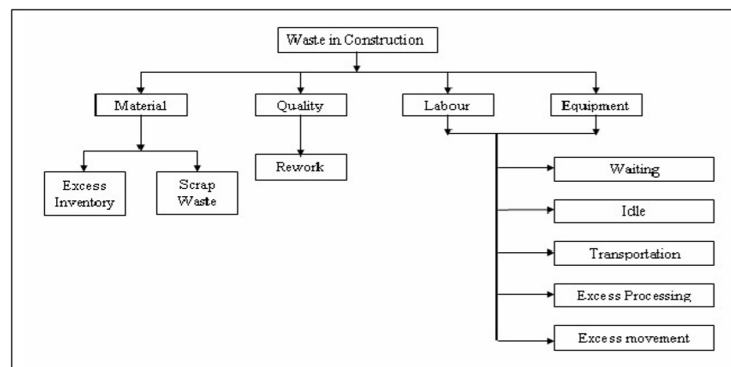 Waste in Construction
Material
Quality
Labour
Equipment
Excess
Inventory
Scrap
Waste
Rework
Waiting
Idle
Transportation
Excess Processing
Excess movement